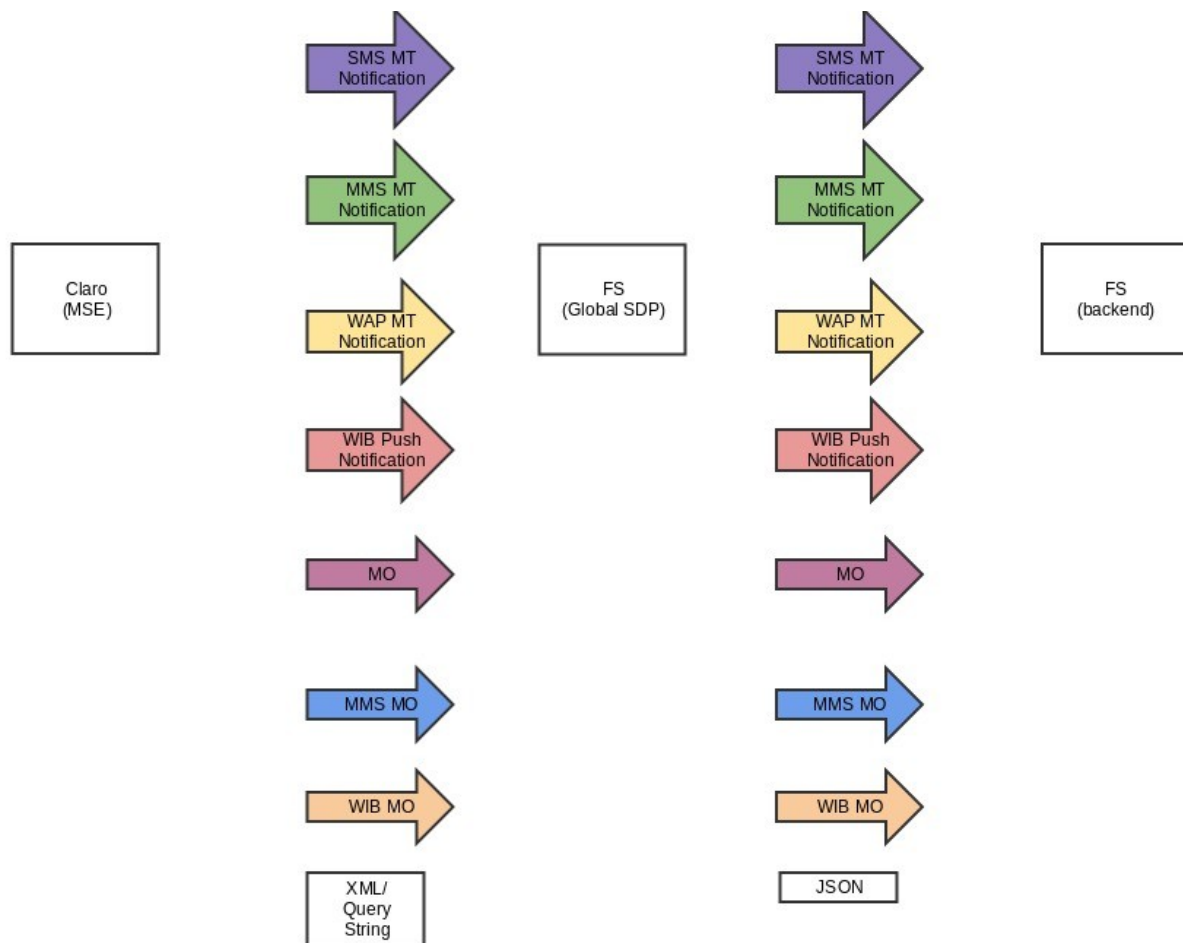 SMS MT
Notification
SMS MT
Notification
MMS MT
Notification
MMS MT
Notification
Claro
(MSE)
FS
(Global SDP)
FS
(backend)
WAP MT
Notification
WAP MT
Notification
WIB Push
Notification
WIB Push
Notification
MO
MO
MMS MO
MMS MO
WIB MO
WIB MO
XML/
Query
String
JSON